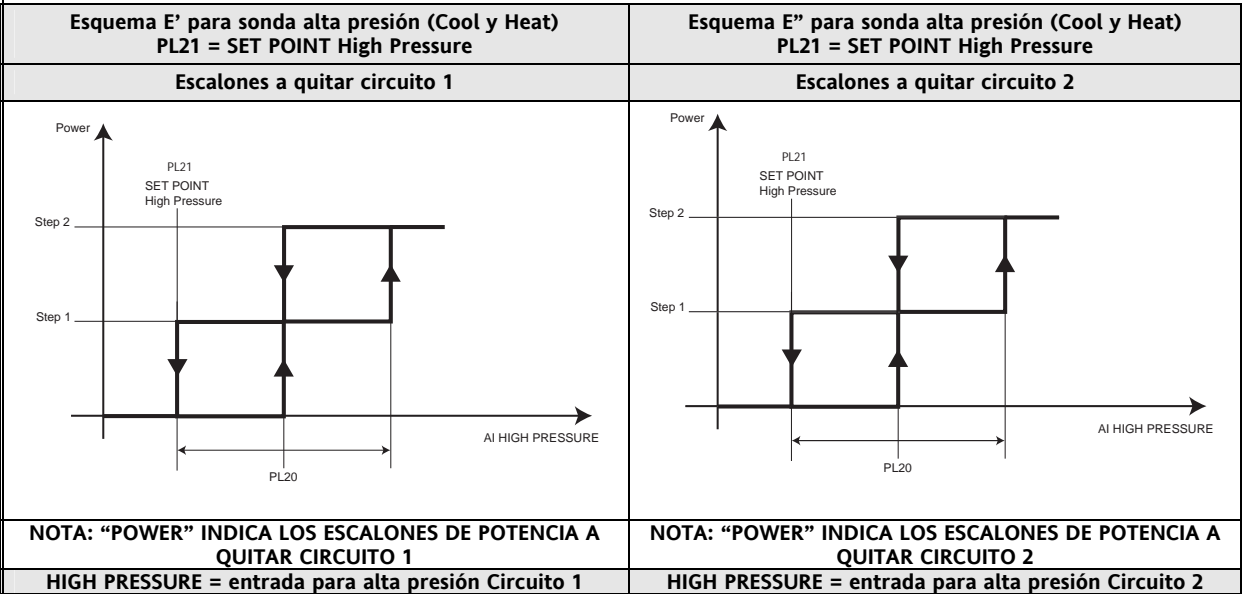 Esquema E’ para sonda alta presión (Cool y Heat)
PL21 = SET POINT High Pressure
Escalones a quitar circuito 1
Power
PL21
SET POINT
High Pressure
Step 2
Step 1
AI HIGH PRESSURE
PL20
NOTA: “POWER” INDICA LOS ESCALONES DE POTENCIA A
QUITAR CIRCUITO 1
HIGH PRESSURE = entrada para alta presión Circuito 1
Esquema E” para sonda alta presión (Cool y Heat)
PL21 = SET POINT High Pressure
Escalones a quitar circuito 2
Power
PL21
SET POINT
High Pressure
Step 2
Step 1
AI HIGH PRESSURE
PL20
NOTA: “POWER” INDICA LOS ESCALONES DE POTENCIA A
QUITAR CIRCUITO 2
HIGH PRESSURE = entrada para alta presión Circuito 2